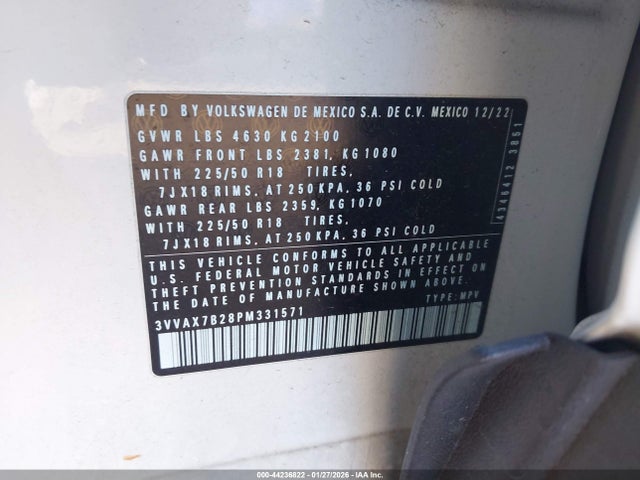 MFD BY VOLKSWAGEN DE MEXICO S.A. DE C.V. MEXICO 12/22
GVWR LBS 4630 KG 2100
GAWR FRONT LBS 2381, KG 1080
WITH 225/50 R18 TIRES,
7JX18 RIMS, AT 250 KPA, 36 PSI COLD
GAWR REAR LBS 2359, KG 1070
WITH 225/50 R18 TIRES,
7JX18 RIMS, AT 250 KPA, 36 PSI COLD
THIS VEHICLE CONFORMS TO ALL APPLICABLE
U.S. FEDERAL MOTOR VEHICLE SAFETY AND
THEFT PREVENTION STANDARDS IN EFFECT ON
THE DATE OF MANUFACTURE
3VVAX7B28PM331571 TYPE: MPV
4346412 3851
000-44236822 | 01/27/2026 | IAA Inc.